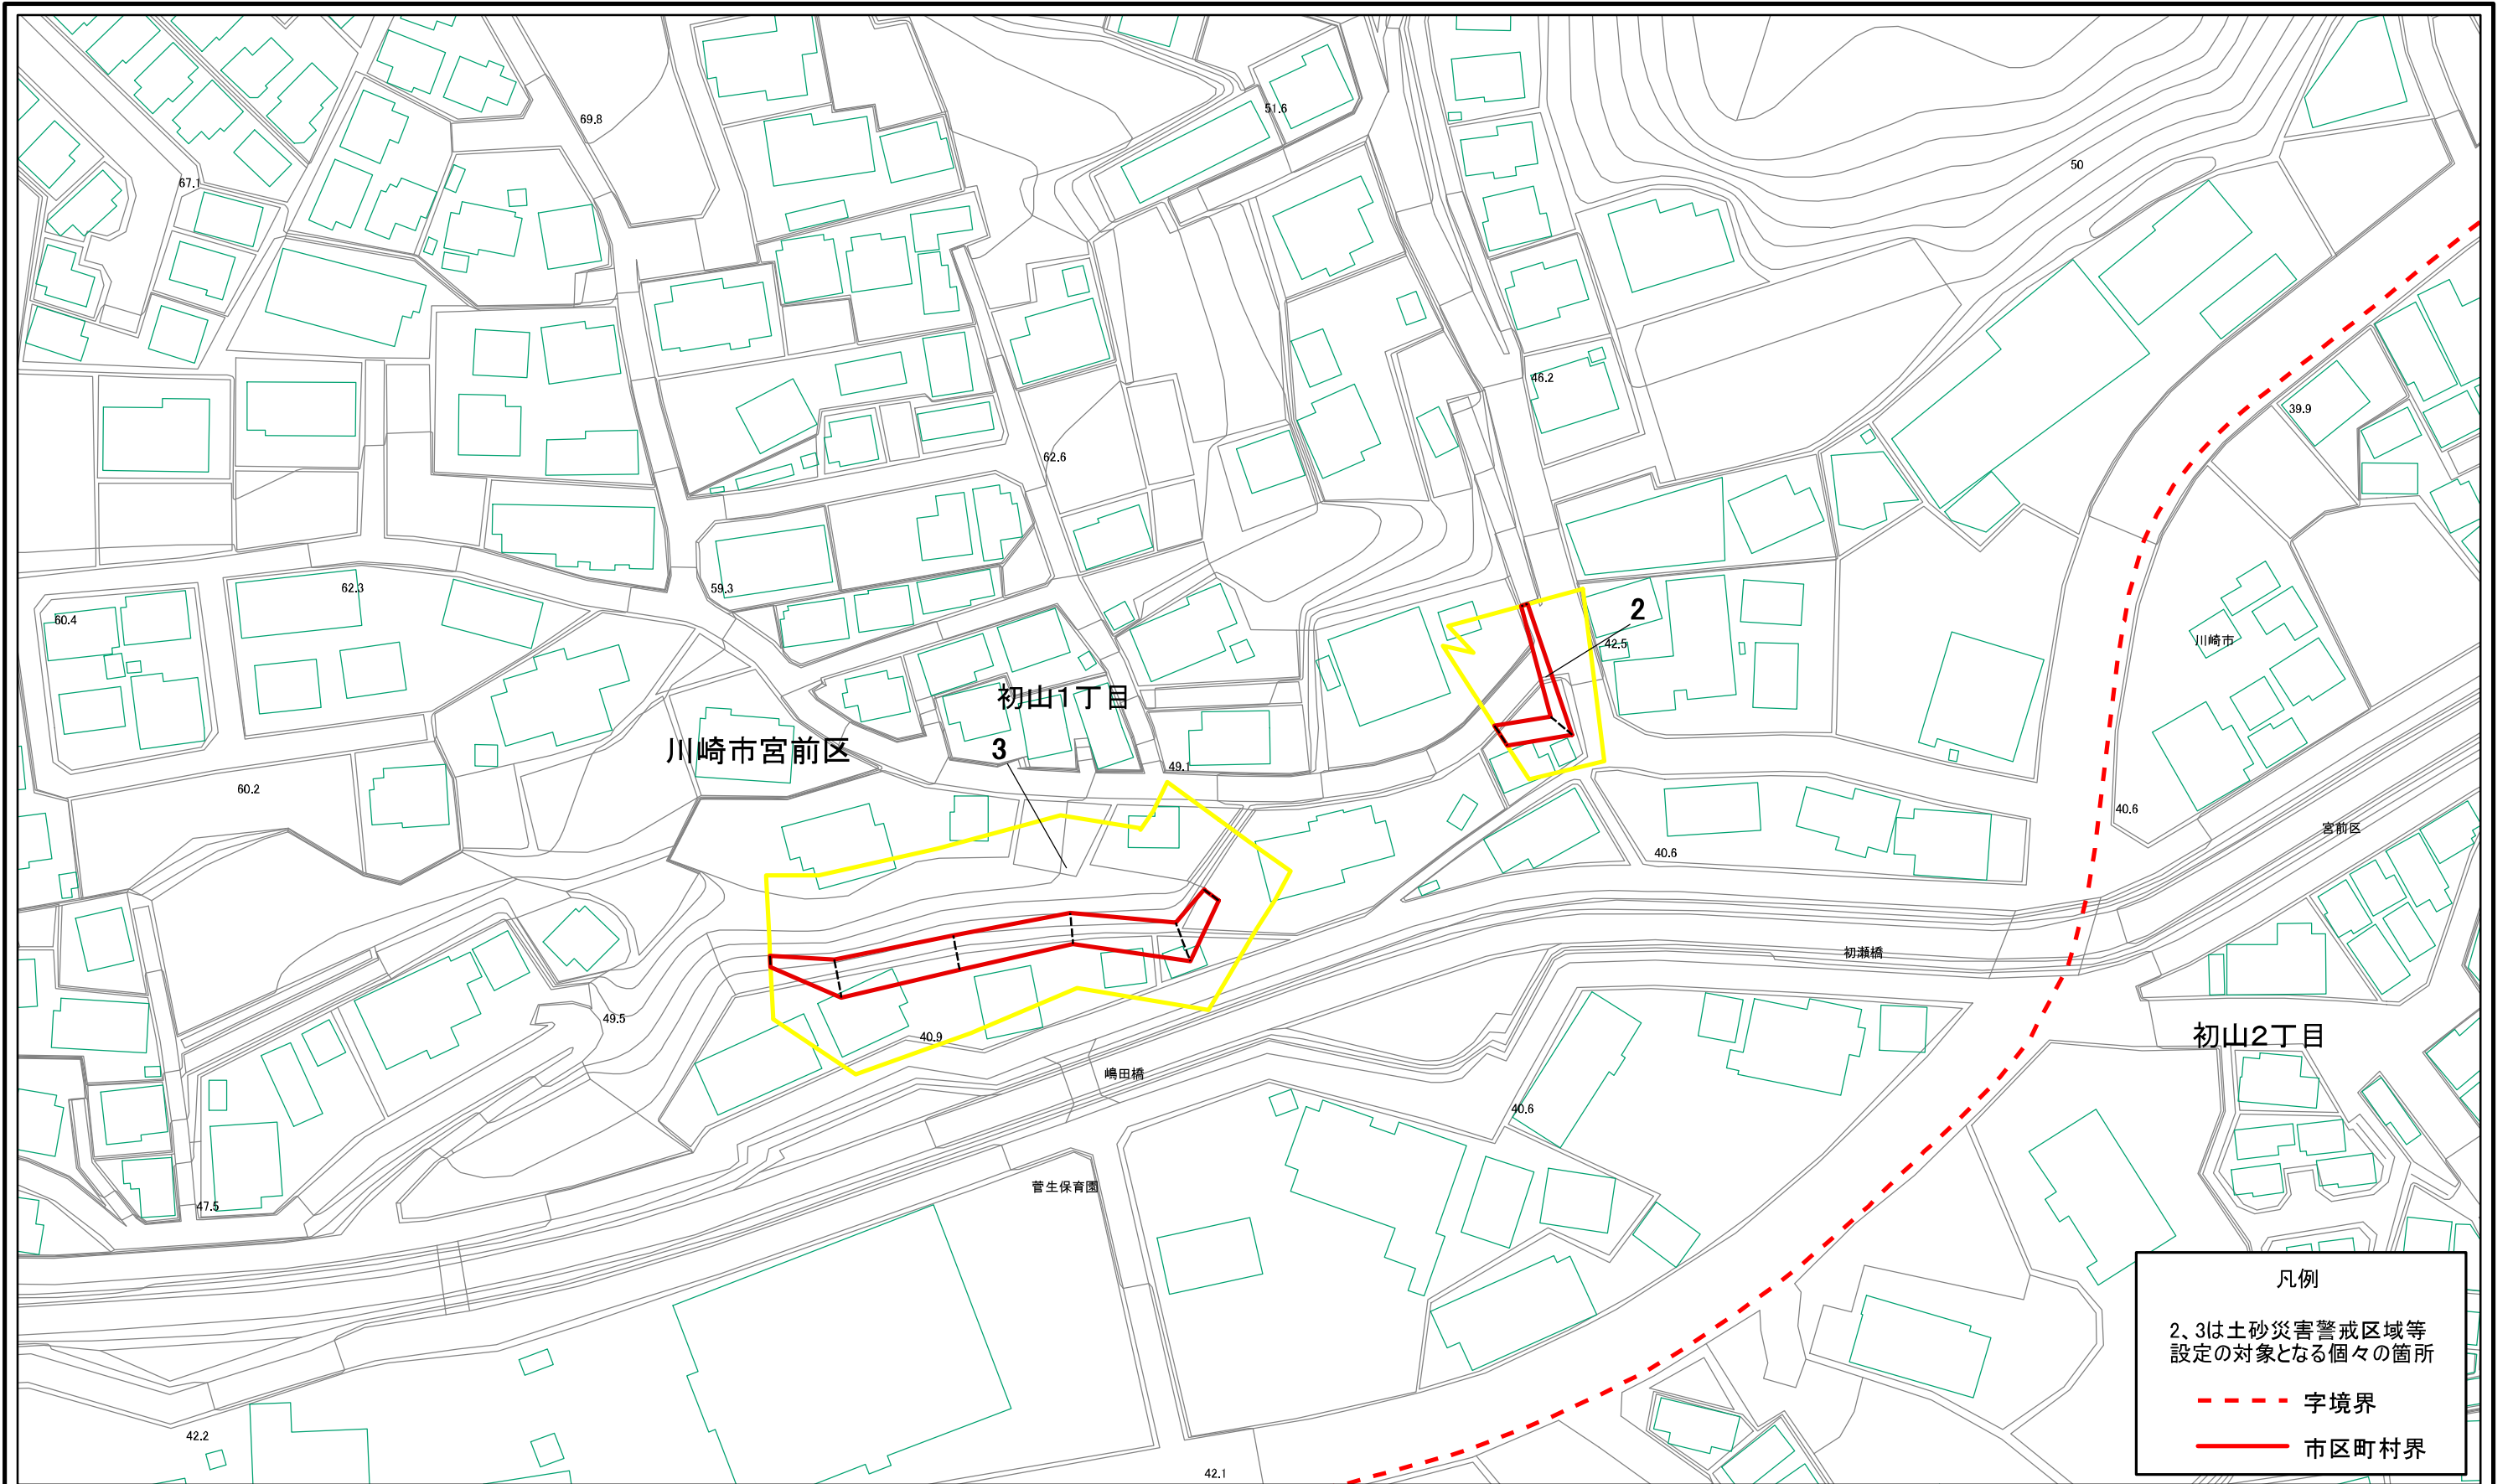 51.6
69.8
50
67.1
46.2
39.9
62.6
62.3
59.3
60.4
2
42.5
川崎市
初山1丁目
川崎市宮前区
3
49.1
60.2
40.6
宮前区
40.6
初瀬橋
49.5
40.9
初山2丁目
嶋田橋
40.6
菅生保育園
47.5
42.2
42.1
凡例
2、3は土砂災害警戒区域等
設定の対象となる個々の箇所
字境界
市区町村界